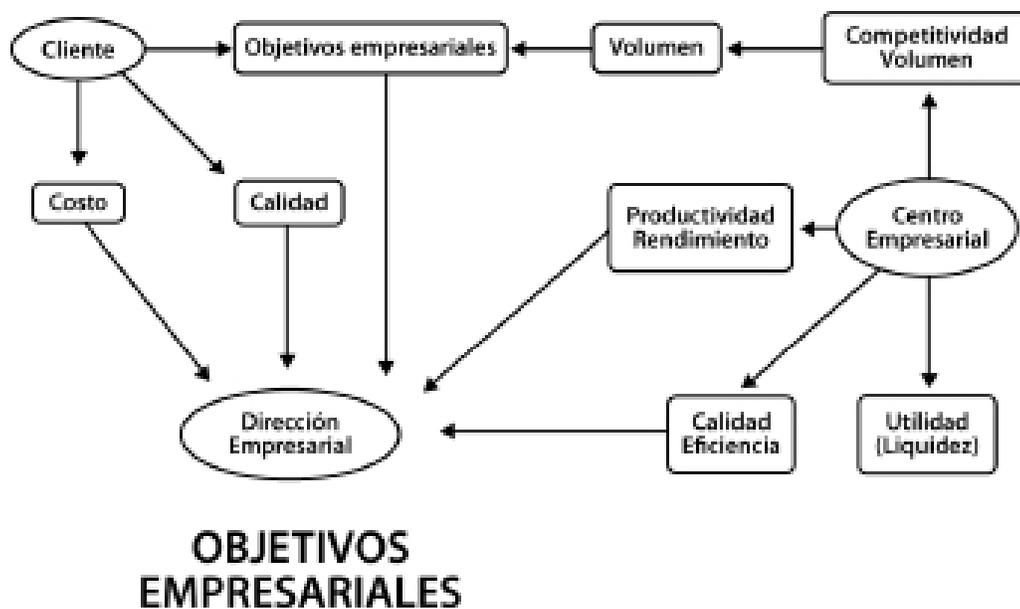 Cliente
Objetivos empresariales
Volumen
Competitividad
Volumen
Costo
Calidad
Productividad
Rendimiento
Centro
Empresarial
Dirección
Empresarial
Calidad
Eficiencia
Utilidad
(Liquidez)
OBJETIVOS
EMPRESARIALES